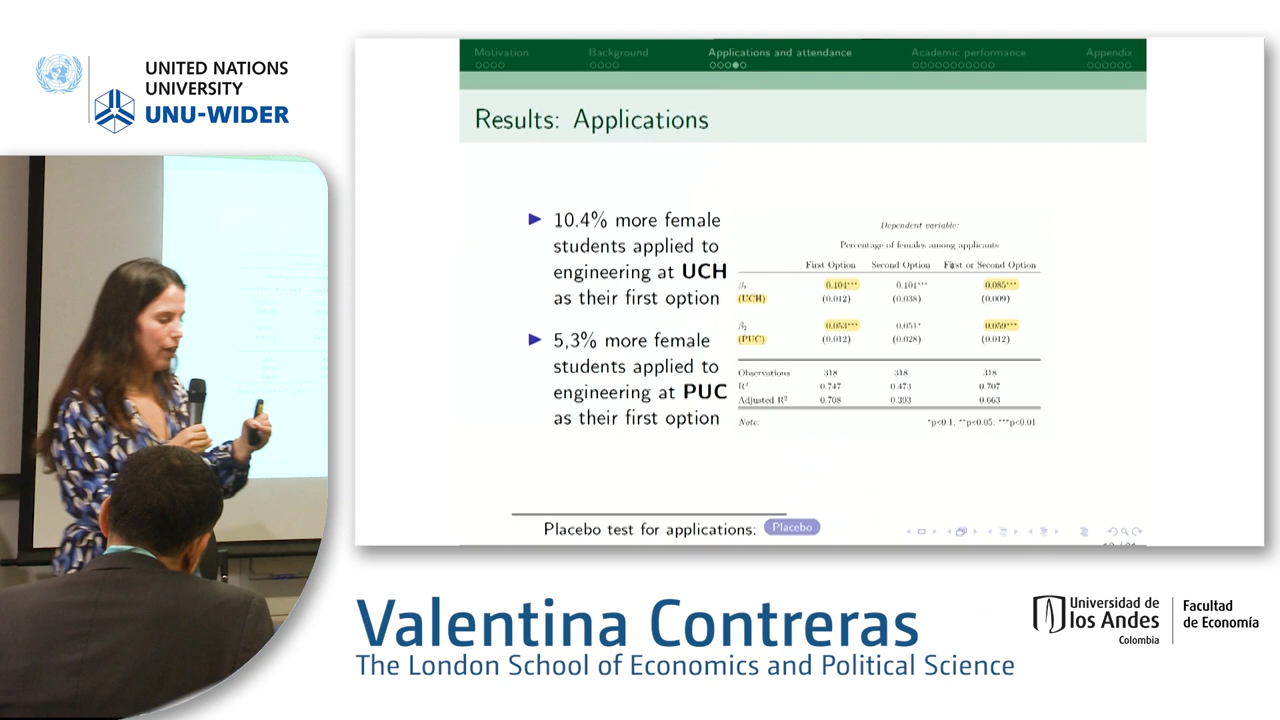 UNITED NATIONS
UNIVERSITY
UNU-WIDER
Motivation Background Applications and attendance Academic performance Appendix
Results: Applications
10.4% more female
students applied to
engineering at UCH
as their first option
5,3% more female
students applied to
engineering at PUC
as their first option
Dependent variable:
Percentage of females among applicants
First Option Second Option First or Second Option
β₁ 0.104*** 0.101*** 0.085***
(UCH) (0.012) (0.038) (0.009)
β₂ 0.053*** 0.051* 0.059***
(PUC) (0.012) (0.028) (0.012)
Observations 318 318 318
R² 0.747 0.473 0.707
Adjusted R² 0.708 0.393 0.663
Note: *p<0.1; **p<0.05; ***p<0.01
Placebo test for applications: Placebo
Valentina Contreras
The London School of Economics and Political Science
Universidad de
los Andes
Colombia
Facultad
de Economía